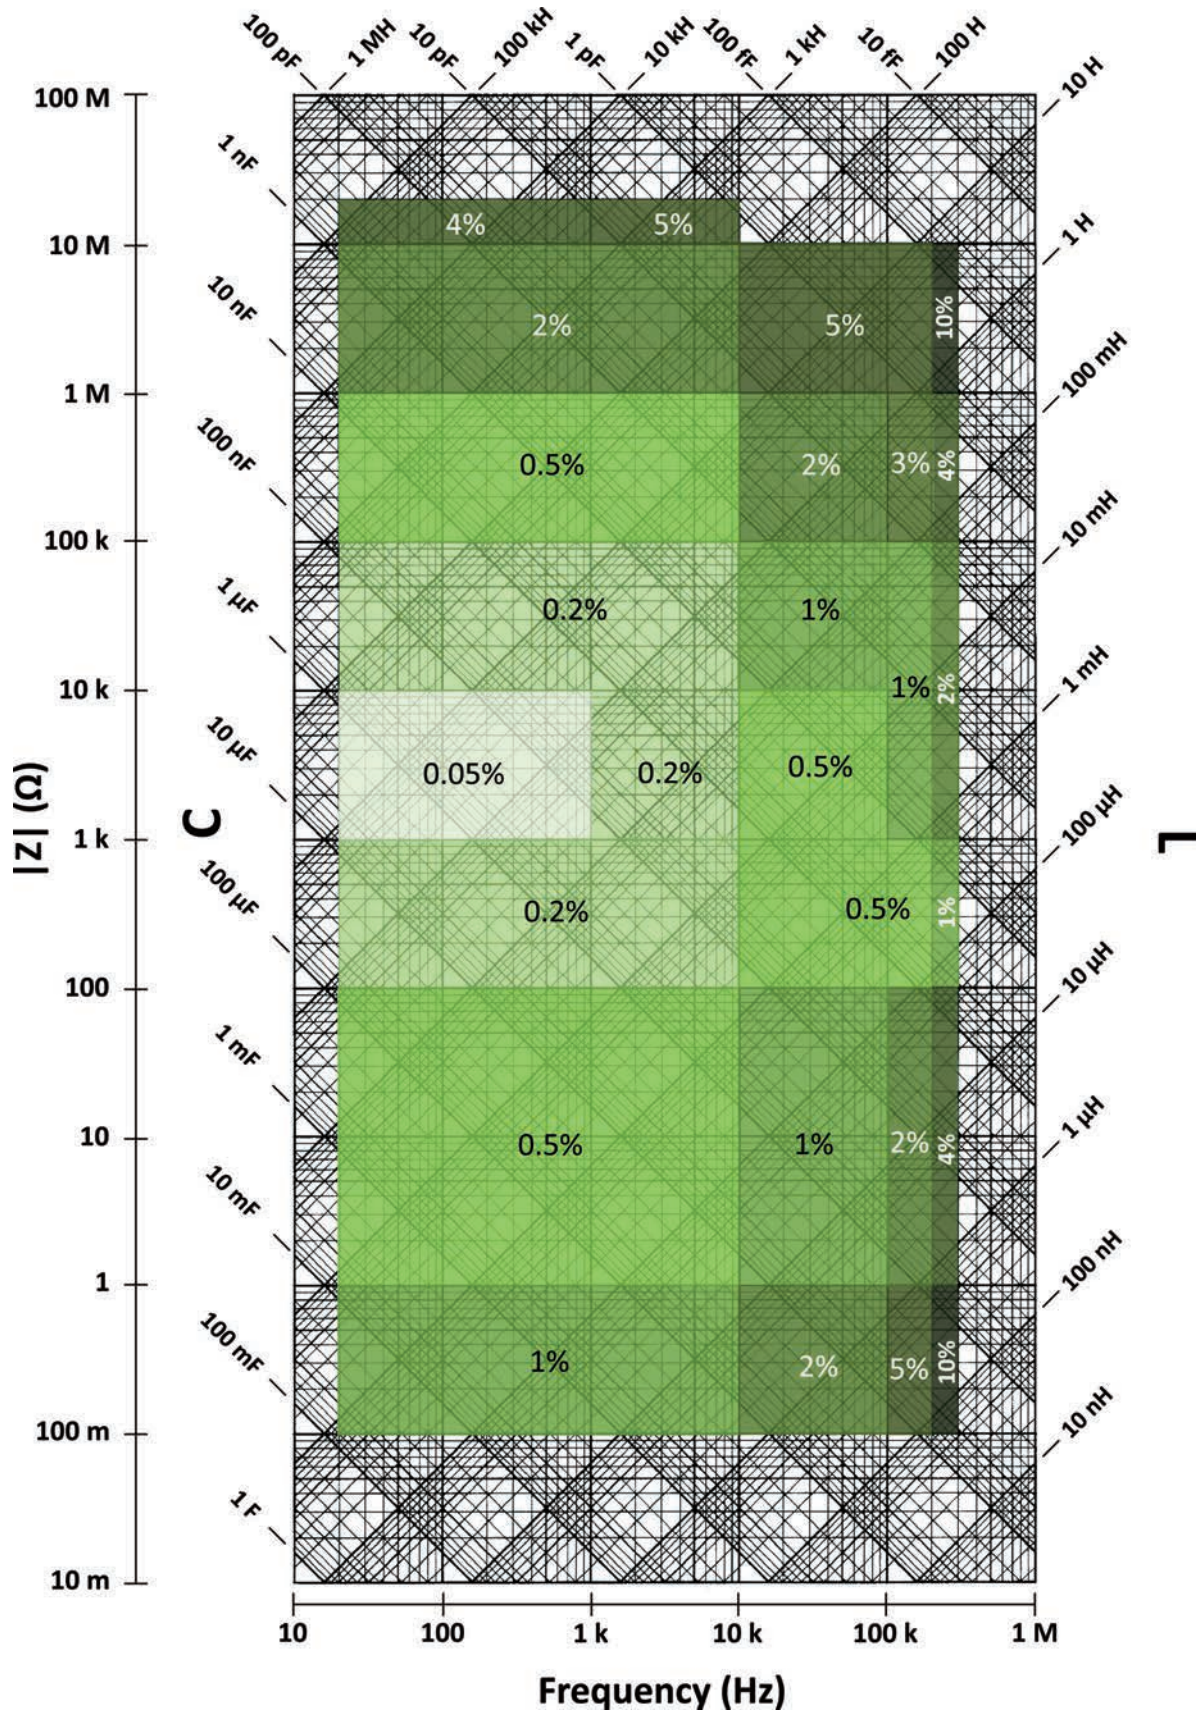 100 pF
1 MH
10 pF
100 kH
1 pF
10 kH
100 fF
1 kH
10 fF
100 H
10 H
100 M
1 nF
4%
5%
1 H
10 M
10 nF
2%
5%
10%
100 mH
1 M
100 nF
0.5%
2%
3%
4%
10 mH
100 k
1 µF
0.2%
1%
1 mH
10 k
1%
2%
10 µF
0.05%
0.2%
0.5%
|Z| (Ω)
C
100 µH
L
1 k
100 µF
0.2%
0.5%
1%
10 µH
100
1 mF
1 µH
10
0.5%
1%
2%
4%
10 mF
100 nH
1
100 mF
1%
2%
5%
10%
10 nH
100 m
1 F
10 m
10
100
1 k
10 k
100 k
1 M
Frequency (Hz)